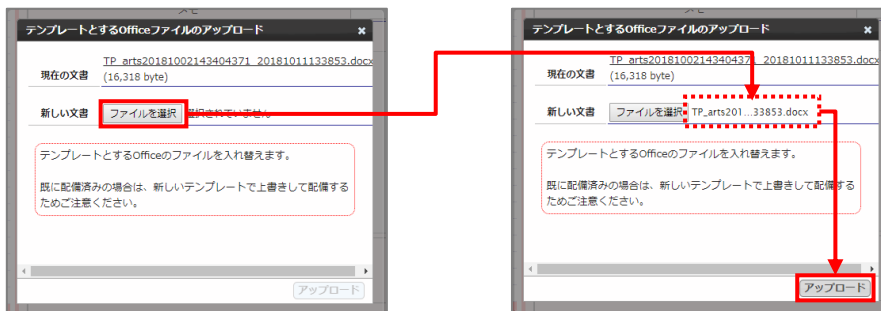 テンプレートとするOfficeファイルのアップロード ×
現在の文書
TP_arts20181002143404371_20181011133853.docx
(16,318 byte)
新しい文書 ファイルを選択 選択されていません
テンプレートとするOfficeのファイルを入れ替えます。
既に配備済みの場合は、新しいテンプレートで上書きして配備する
ためご注意ください。
アップロード
テンプレートとするOfficeファイルのアップロード ×
現在の文書
TP_arts20181002143404371_20181011133853.docx
(16,318 byte)
新しい文書 ファイルを選択 TP_arts201...33853.docx
テンプレートとするOfficeのファイルを入れ替えます。
既に配備済みの場合は、新しいテンプレートで上書きして配備する
ためご注意ください。
アップロード